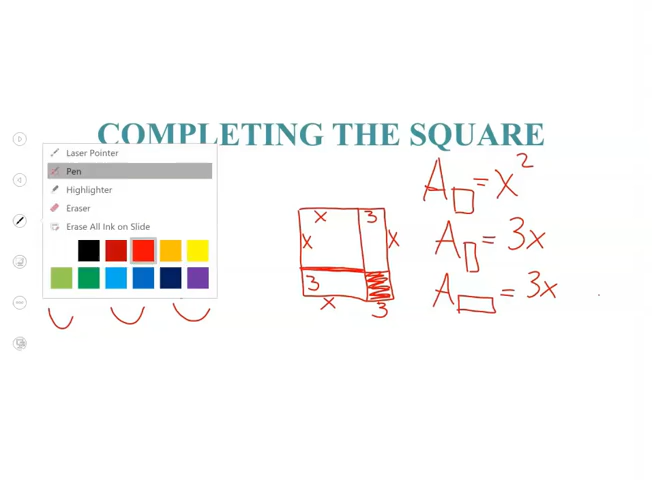 COMPLETING THE SQUARE
Laser Pointer
Pen
Highlighter
Eraser
Erase All Ink on Slide
x 3
x x
3
x 3
A▯ = x²
A▯ = 3x
A▭ = 3x